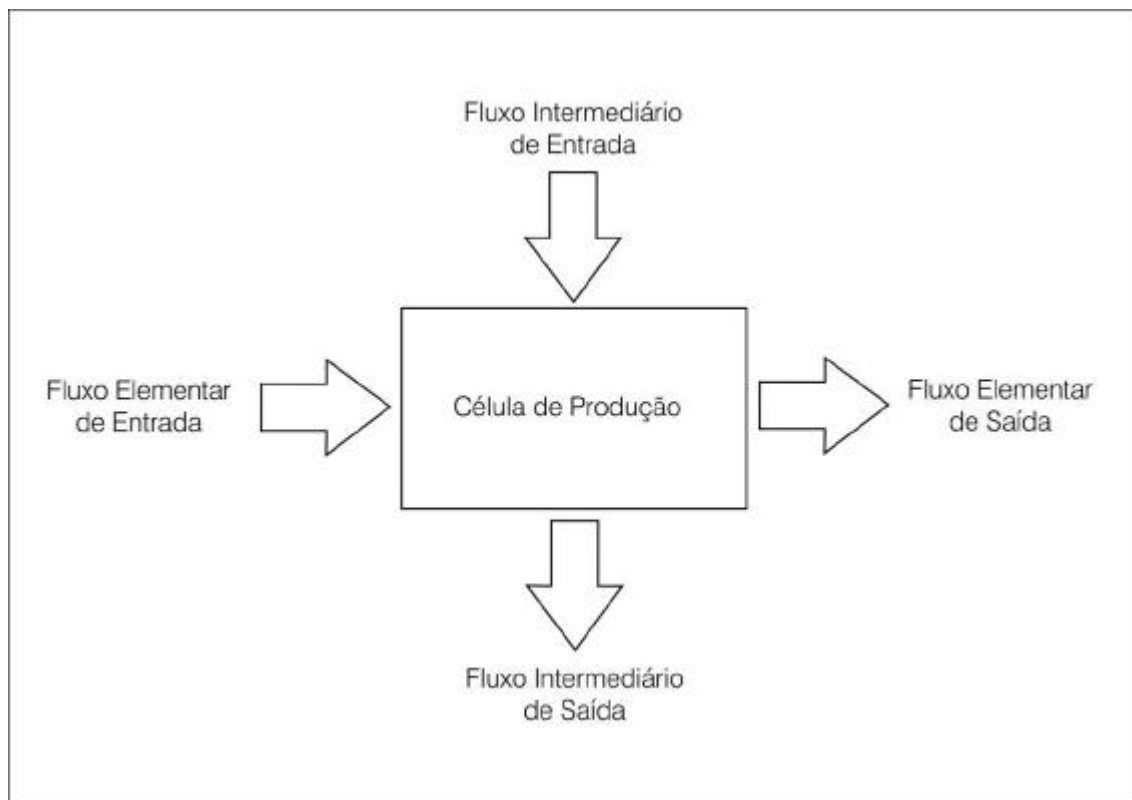 Fluxo Intermediário
de Entrada
Fluxo Elementar
de Entrada
Célula de Produção
Fluxo Elementar
de Saída
Fluxo Intermediário
de Saída